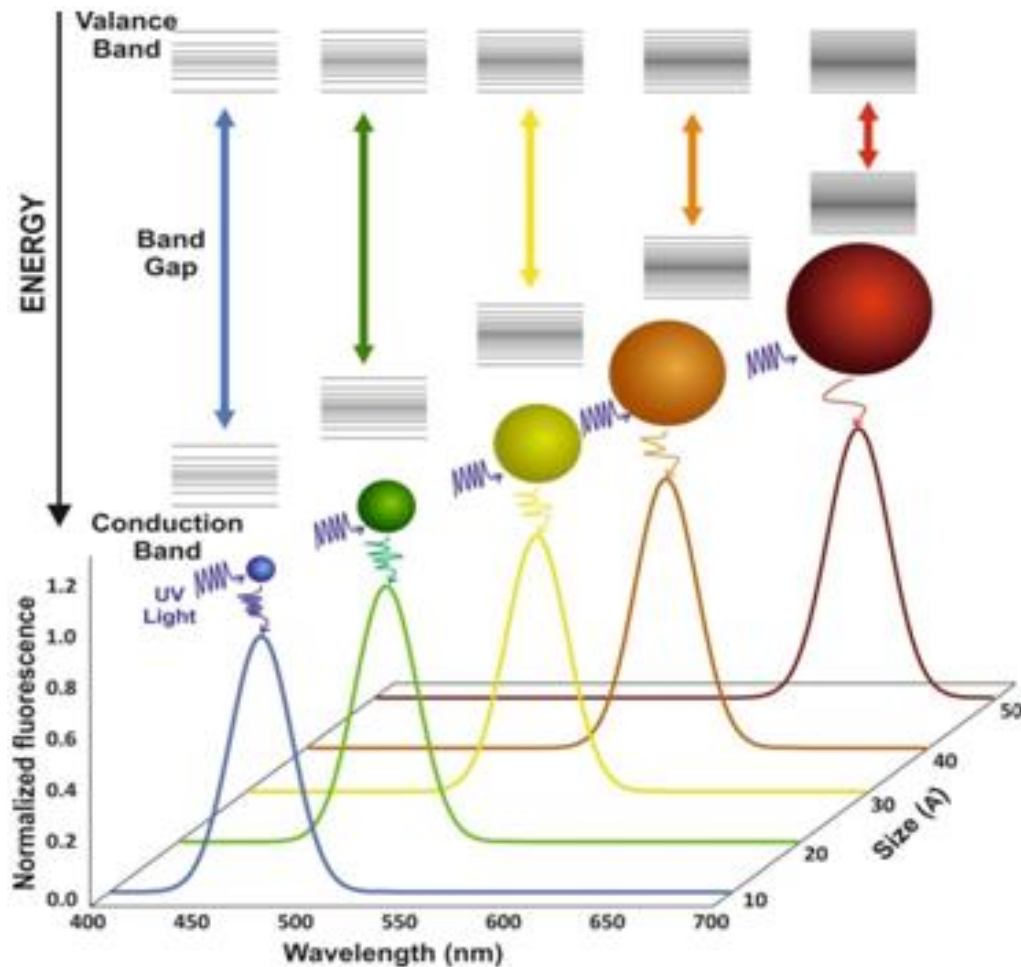 Valance
Band
ENERGY
Band
Gap
Conduction
Band
UV
Light
Normalized fluorescence
1.2
1.0
0.8
0.6
0.4
0.2
0.0
400
450
500
550
600
650
700
Wavelength (nm)
10
20
30
40
50
Size (A)